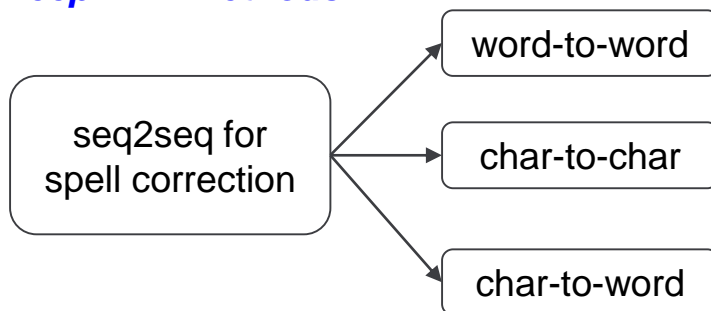 word-to-word
seq2seq for
spell correction
char-to-char
char-to-word